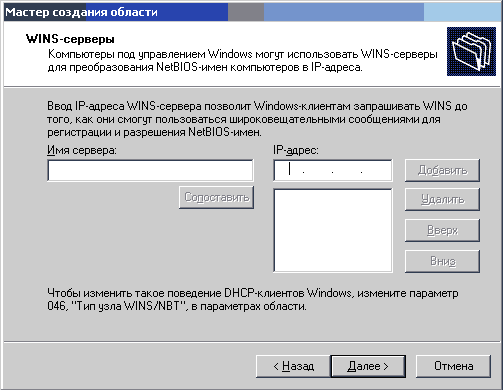 Мастер создания области
WINS-серверы
Компьютеры под управлением Windows могут использовать WINS-серверы
для преобразования NetBIOS-имен компьютеров в IP-адреса.
Ввод IP-адреса WINS-сервера позволит Windows-клиентам запрашивать WINS до
того, как они смогут пользоваться широковещательными сообщениями для
регистрации и разрешения NetBIOS-имен.
Имя сервера: IP-адрес:
. . . Добавить
Сопоставить Удалить
Вверх
Вниз
Чтобы изменить такое поведение DHCP-клиентов Windows, измените параметр
046, "Тип узла WINS/NBT", в параметрах области.
< Назад Далее > Отмена